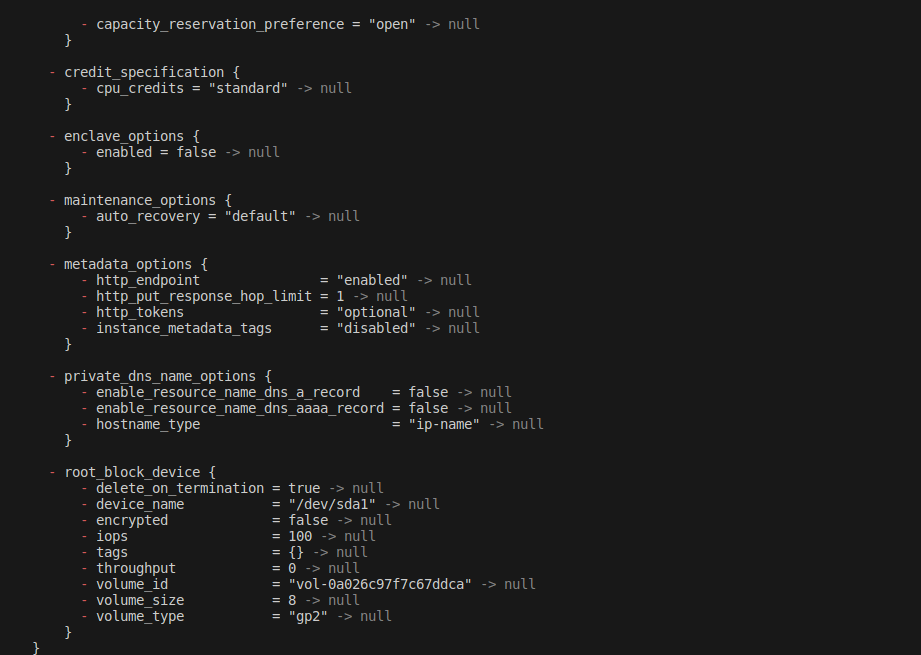 - capacity_reservation_preference = "open" -> null
}
- credit_specification {
- cpu_credits = "standard" -> null
}
- enclave_options {
- enabled = false -> null
}
- maintenance_options {
- auto_recovery = "default" -> null
}
- metadata_options {
- http_endpoint = "enabled" -> null
- http_put_response_hop_limit = 1 -> null
- http_tokens = "optional" -> null
- instance_metadata_tags = "disabled" -> null
}
- private_dns_name_options {
- enable_resource_name_dns_a_record = false -> null
- enable_resource_name_dns_aaaa_record = false -> null
- hostname_type = "ip-name" -> null
}
- root_block_device {
- delete_on_termination = true -> null
- device_name = "/dev/sda1" -> null
- encrypted = false -> null
- iops = 100 -> null
- tags = {} -> null
- throughput = 0 -> null
- volume_id = "vol-0a026c97f7c67ddca" -> null
- volume_size = 8 -> null
- volume_type = "gp2" -> null
}
}